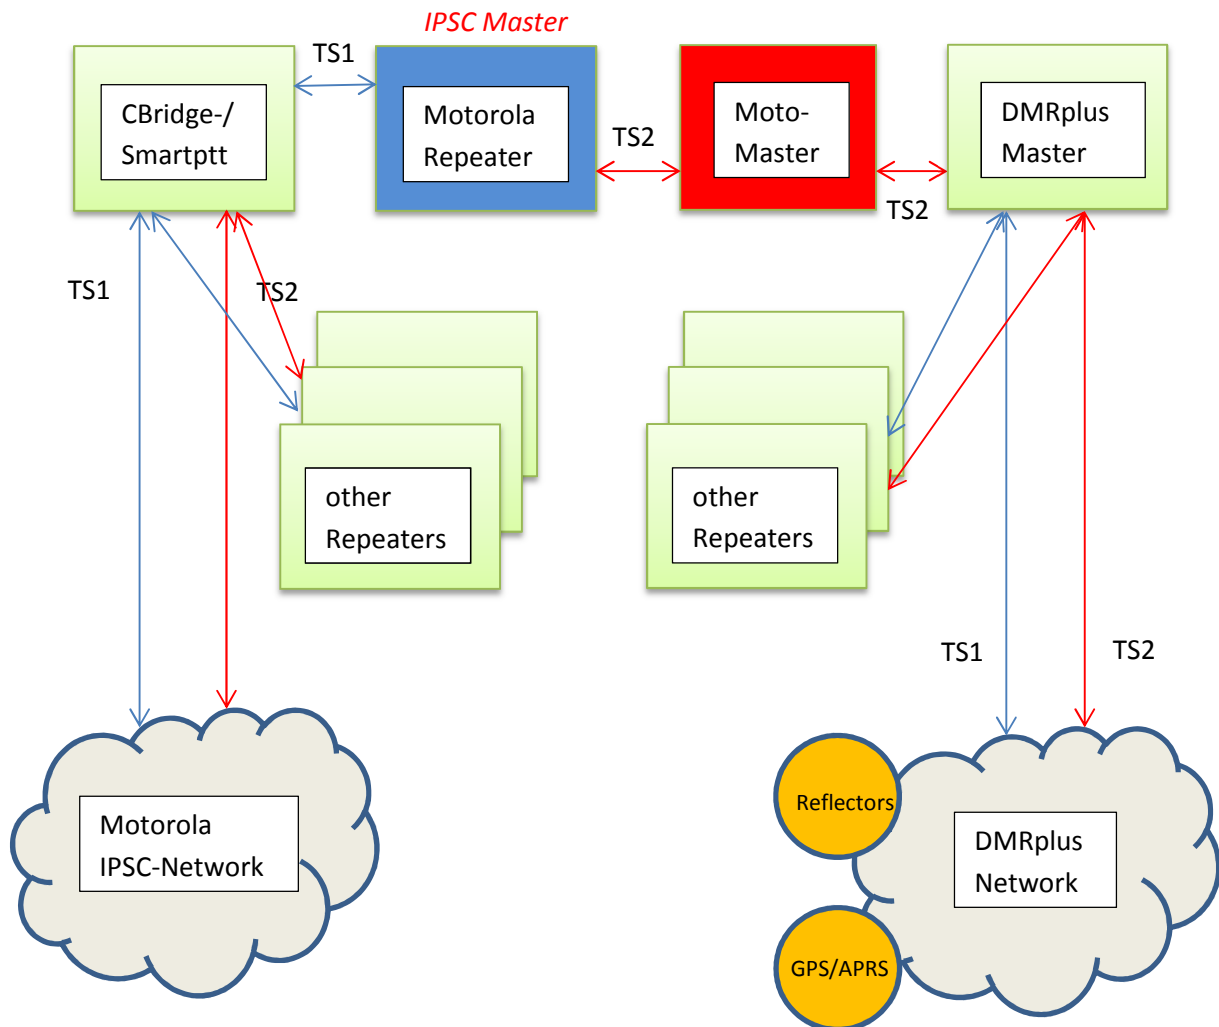 IPSC Master
TS1
CBridge-/
Smartptt
Motorola
Repeater
TS2
Moto-
Master
TS2
DMRplus
Master
TS1
TS2
other
Repeaters
other
Repeaters
TS1
TS2
Motorola
IPSC-Network
Reflectors
DMRplus
Network
GPS/APRS